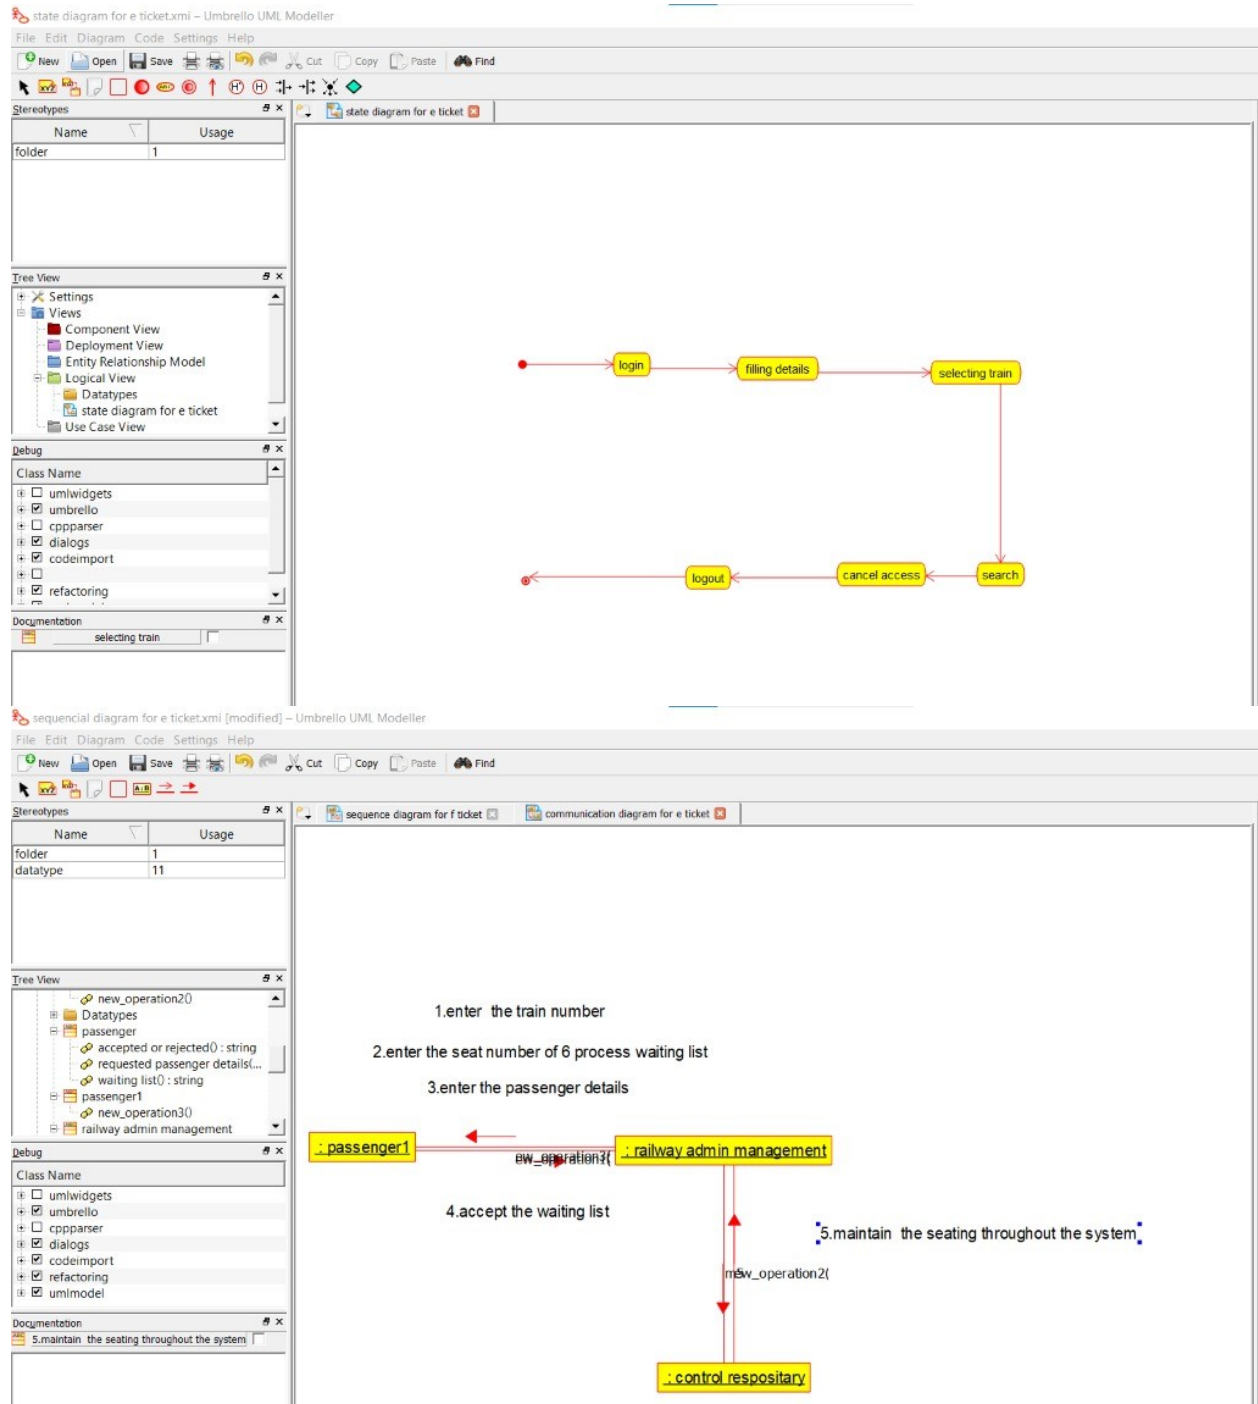 state diagram for e ticket.xmi – Umbrello UML Modeller
File Edit Diagram Code Settings Help
New Open Save Cut Copy Paste Find
Stereotypes
state diagram for e ticket
Name Usage
folder 1
Tree View
Settings
Views
Component View
Deployment View
Entity Relationship Model
Logical View
Datatypes
state diagram for e ticket
Use Case View
login
filling details
selecting train
Debug
Class Name
umlwidgets
umbrello
cppparser
dialogs
codeimport
refactoring
logout
cancel access
search
Documentation
selecting train
sequencial diagram for e ticket.xmi [modified] – Umbrello UML Modeller
File Edit Diagram Code Settings Help
New Open Save Cut Copy Paste Find
Stereotypes
sequence diagram for f ticket
communication diagram for e ticket
Name Usage
folder 1
datatype 11
Tree View
new_operation2()
Datatypes
passenger
accepted or rejected() : string
requested passenger details(...
waiting list() : string
passenger1
new_operation3()
railway admin management
1.enter the train number
2.enter the seat number of 6 process waiting list
3.enter the passenger details
: passenger1
: railway admin management
4.accept the waiting list
5.maintain the seating throughout the system
: control respositary
Debug
Class Name
umlwidgets
umbrello
cppparser
dialogs
codeimport
refactoring
umlmodel
Documentation
5.maintain the seating throughout the system